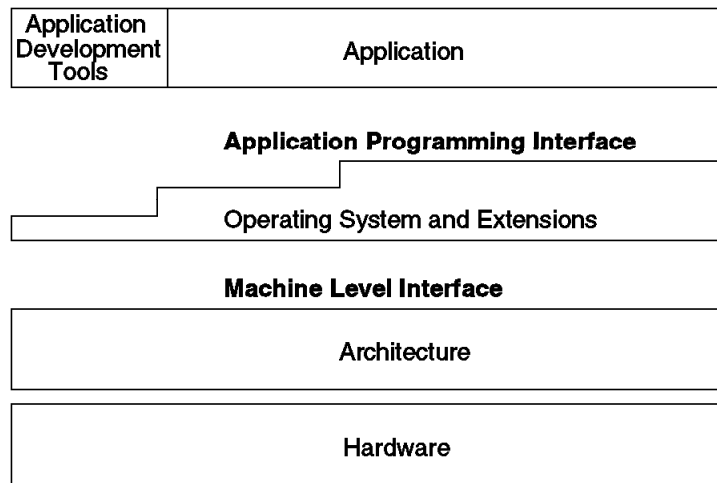 Application
Development
Tools
Application
Application Programming Interface
Operating System and Extensions
Machine Level Interface
Architecture
Hardware